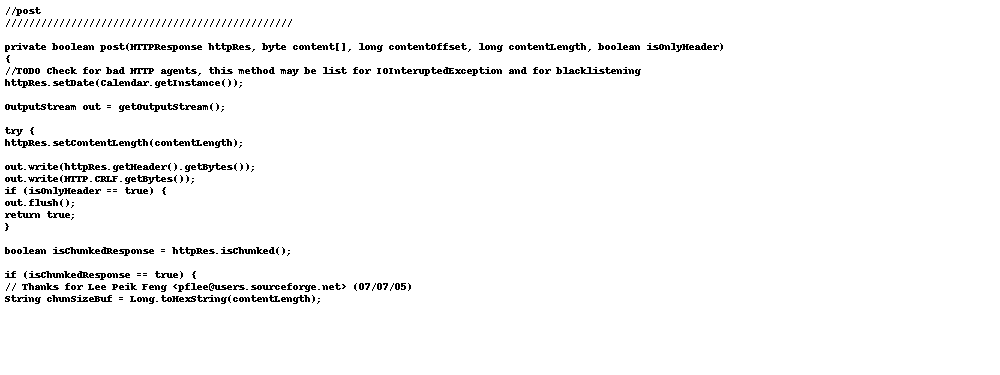 //post
////////////////////////////////////////////////
private boolean post(HTTPResponse httpRes, byte content[], long contentOffset, long contentLength, boolean isOnlyHeader)
{
//TODO Check for bad HTTP agents, this method may be list for IOInteruptedException and for blacklistening
httpRes.setDate(Calendar.getInstance());
OutputStream out = getOutputStream();
try {
httpRes.setContentLength(contentLength);
out.write(httpRes.getHeader().getBytes());
out.write(HTTP.CRLF.getBytes());
if (isOnlyHeader == true) {
out.flush();
return true;
}
boolean isChunkedResponse = httpRes.isChunked();
if (isChunkedResponse == true) {
// Thanks for Lee Peik Feng <pflee@users.sourceforge.net> (07/07/05)
String chunSizeBuf = Long.toHexString(contentLength);